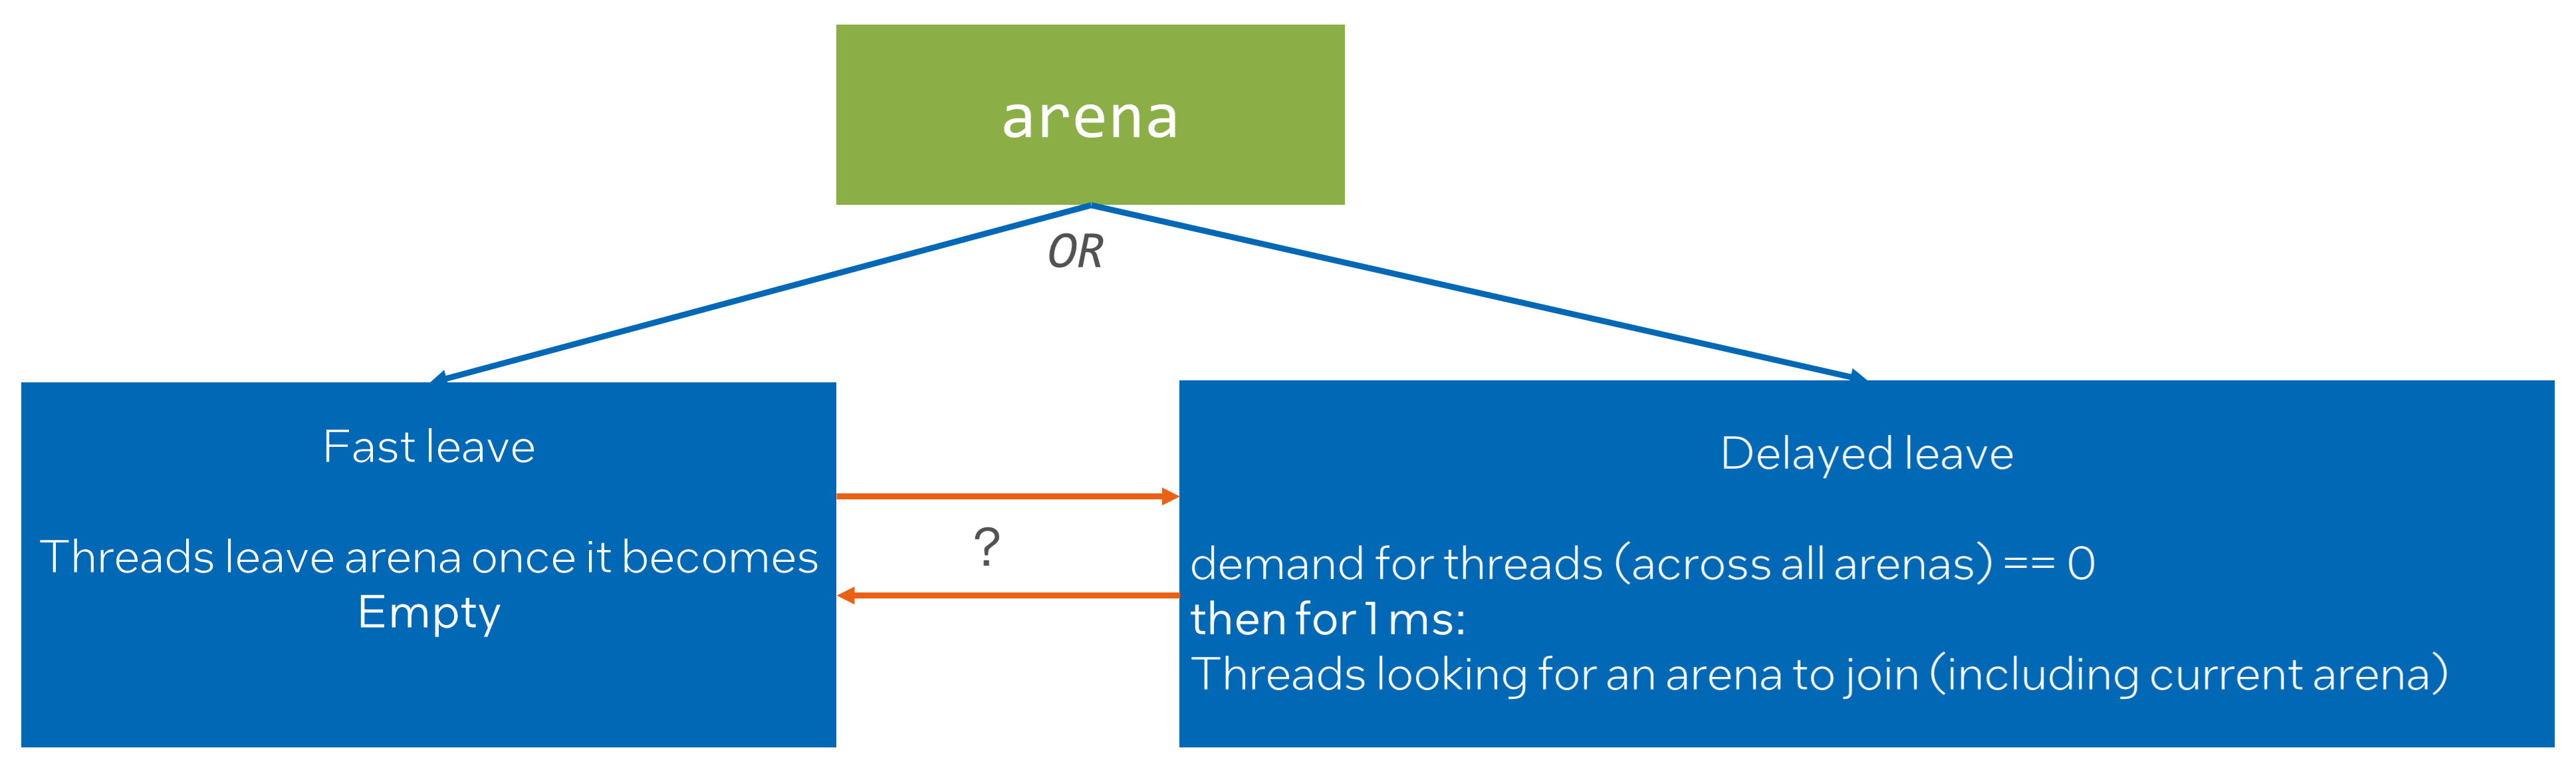 arena
OR
Fast leave
Threads leave arena once it becomes
Empty
?
Delayed leave
demand for threads (across all arenas) == 0
then for 1 ms:
Threads looking for an arena to join (including current arena)